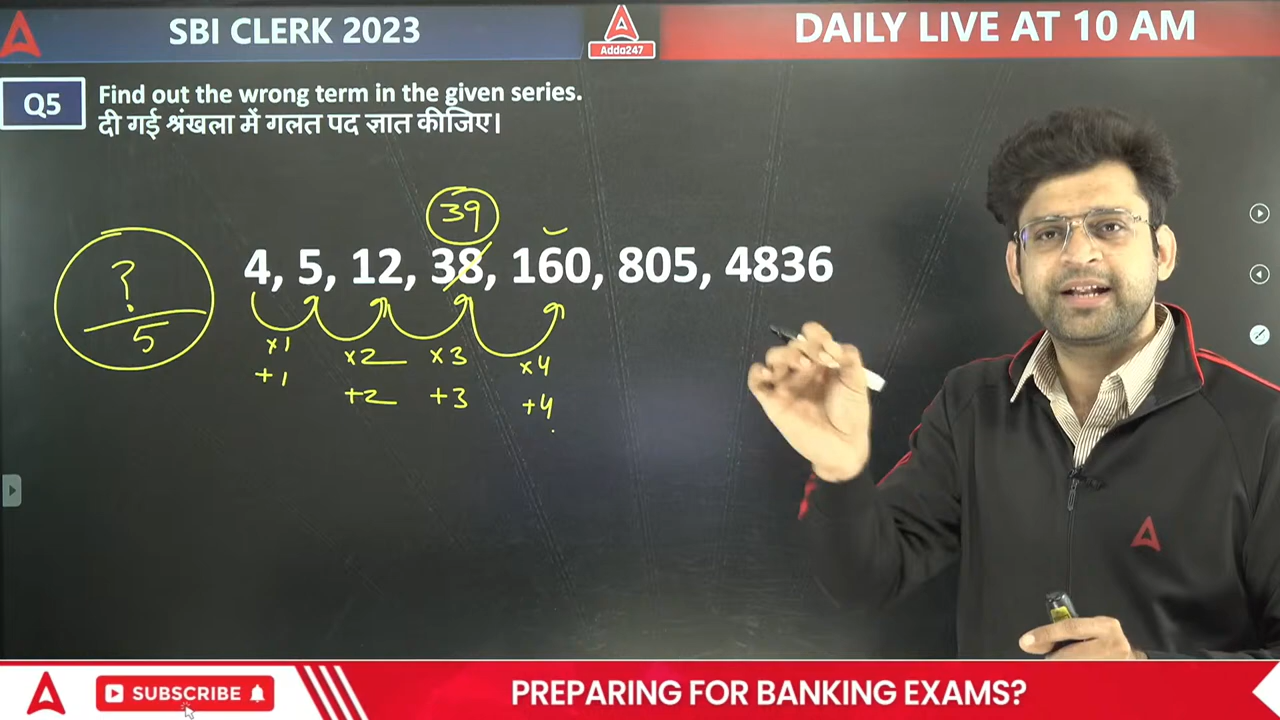 SBI CLERK 2023
Adda247
DAILY LIVE AT 10 AM
Q5
Find out the wrong term in the given series.
दी गई श्रंखला में गलत पद ज्ञात कीजिए।
39
?
5
4, 5, 12, 38, 160, 805, 4836
×1 ×2 ×3 ×4
+1 +2 +3 +4
SUBSCRIBE
PREPARING FOR BANKING EXAMS?